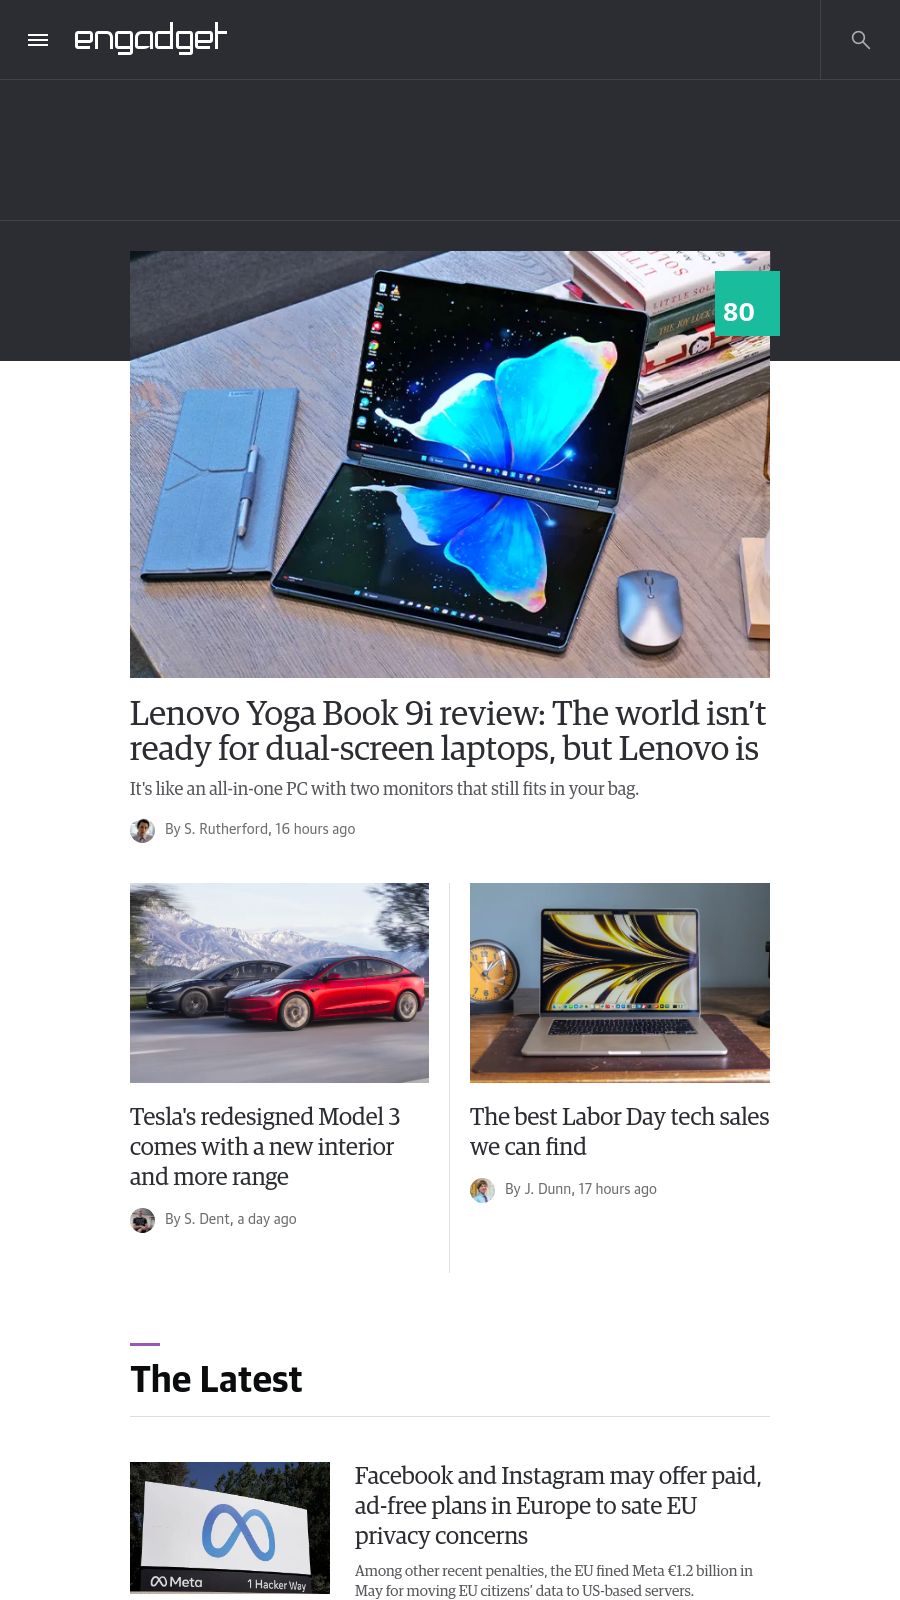 engadget
80
Lenovo Yoga Book 9i review: The world isn’t
ready for dual-screen laptops, but Lenovo is
It's like an all-in-one PC with two monitors that still fits in your bag.
By S. Rutherford, 16 hours ago
Tesla's redesigned Model 3
comes with a new interior
and more range
By S. Dent, a day ago
The best Labor Day tech sales
we can find
By J. Dunn, 17 hours ago
The Latest
Meta
1 Hacker Way
Facebook and Instagram may offer paid,
ad-free plans in Europe to sate EU
privacy concerns
Among other recent penalties, the EU fined Meta €1.2 billion in
May for moving EU citizens’ data to US-based servers.